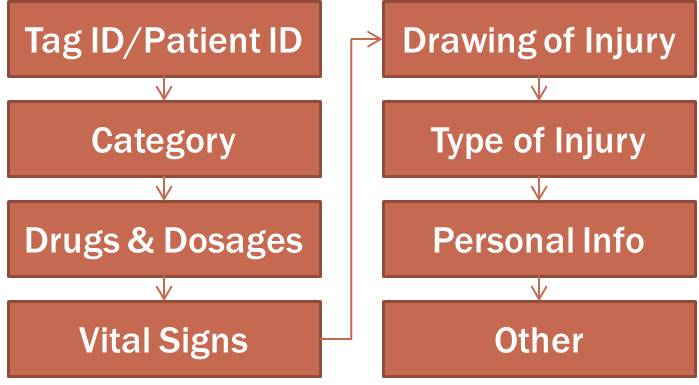 Tag ID/Patient ID
Category
Drugs & Dosages
Vital Signs
Drawing of Injury
Type of Injury
Personal Info
Other